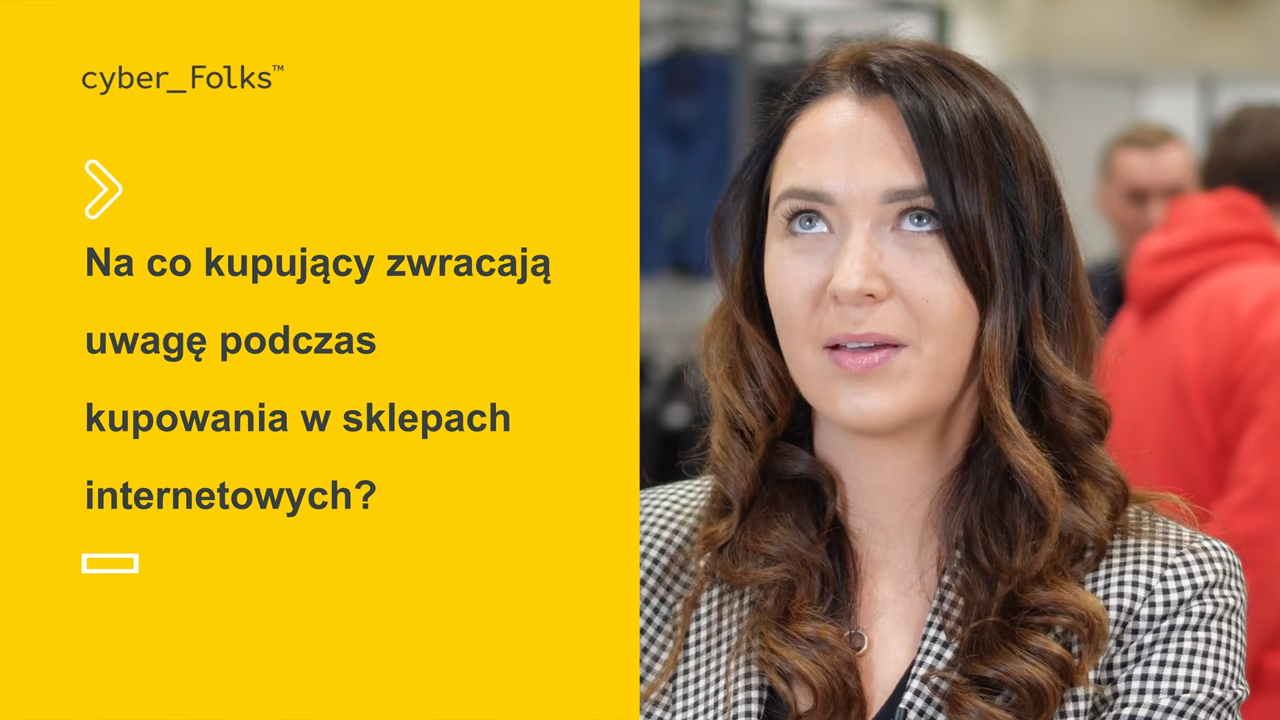 cyber_Folks™
Na co kupujący zwracają
uwagę podczas
kupowania w sklepach
internetowych?